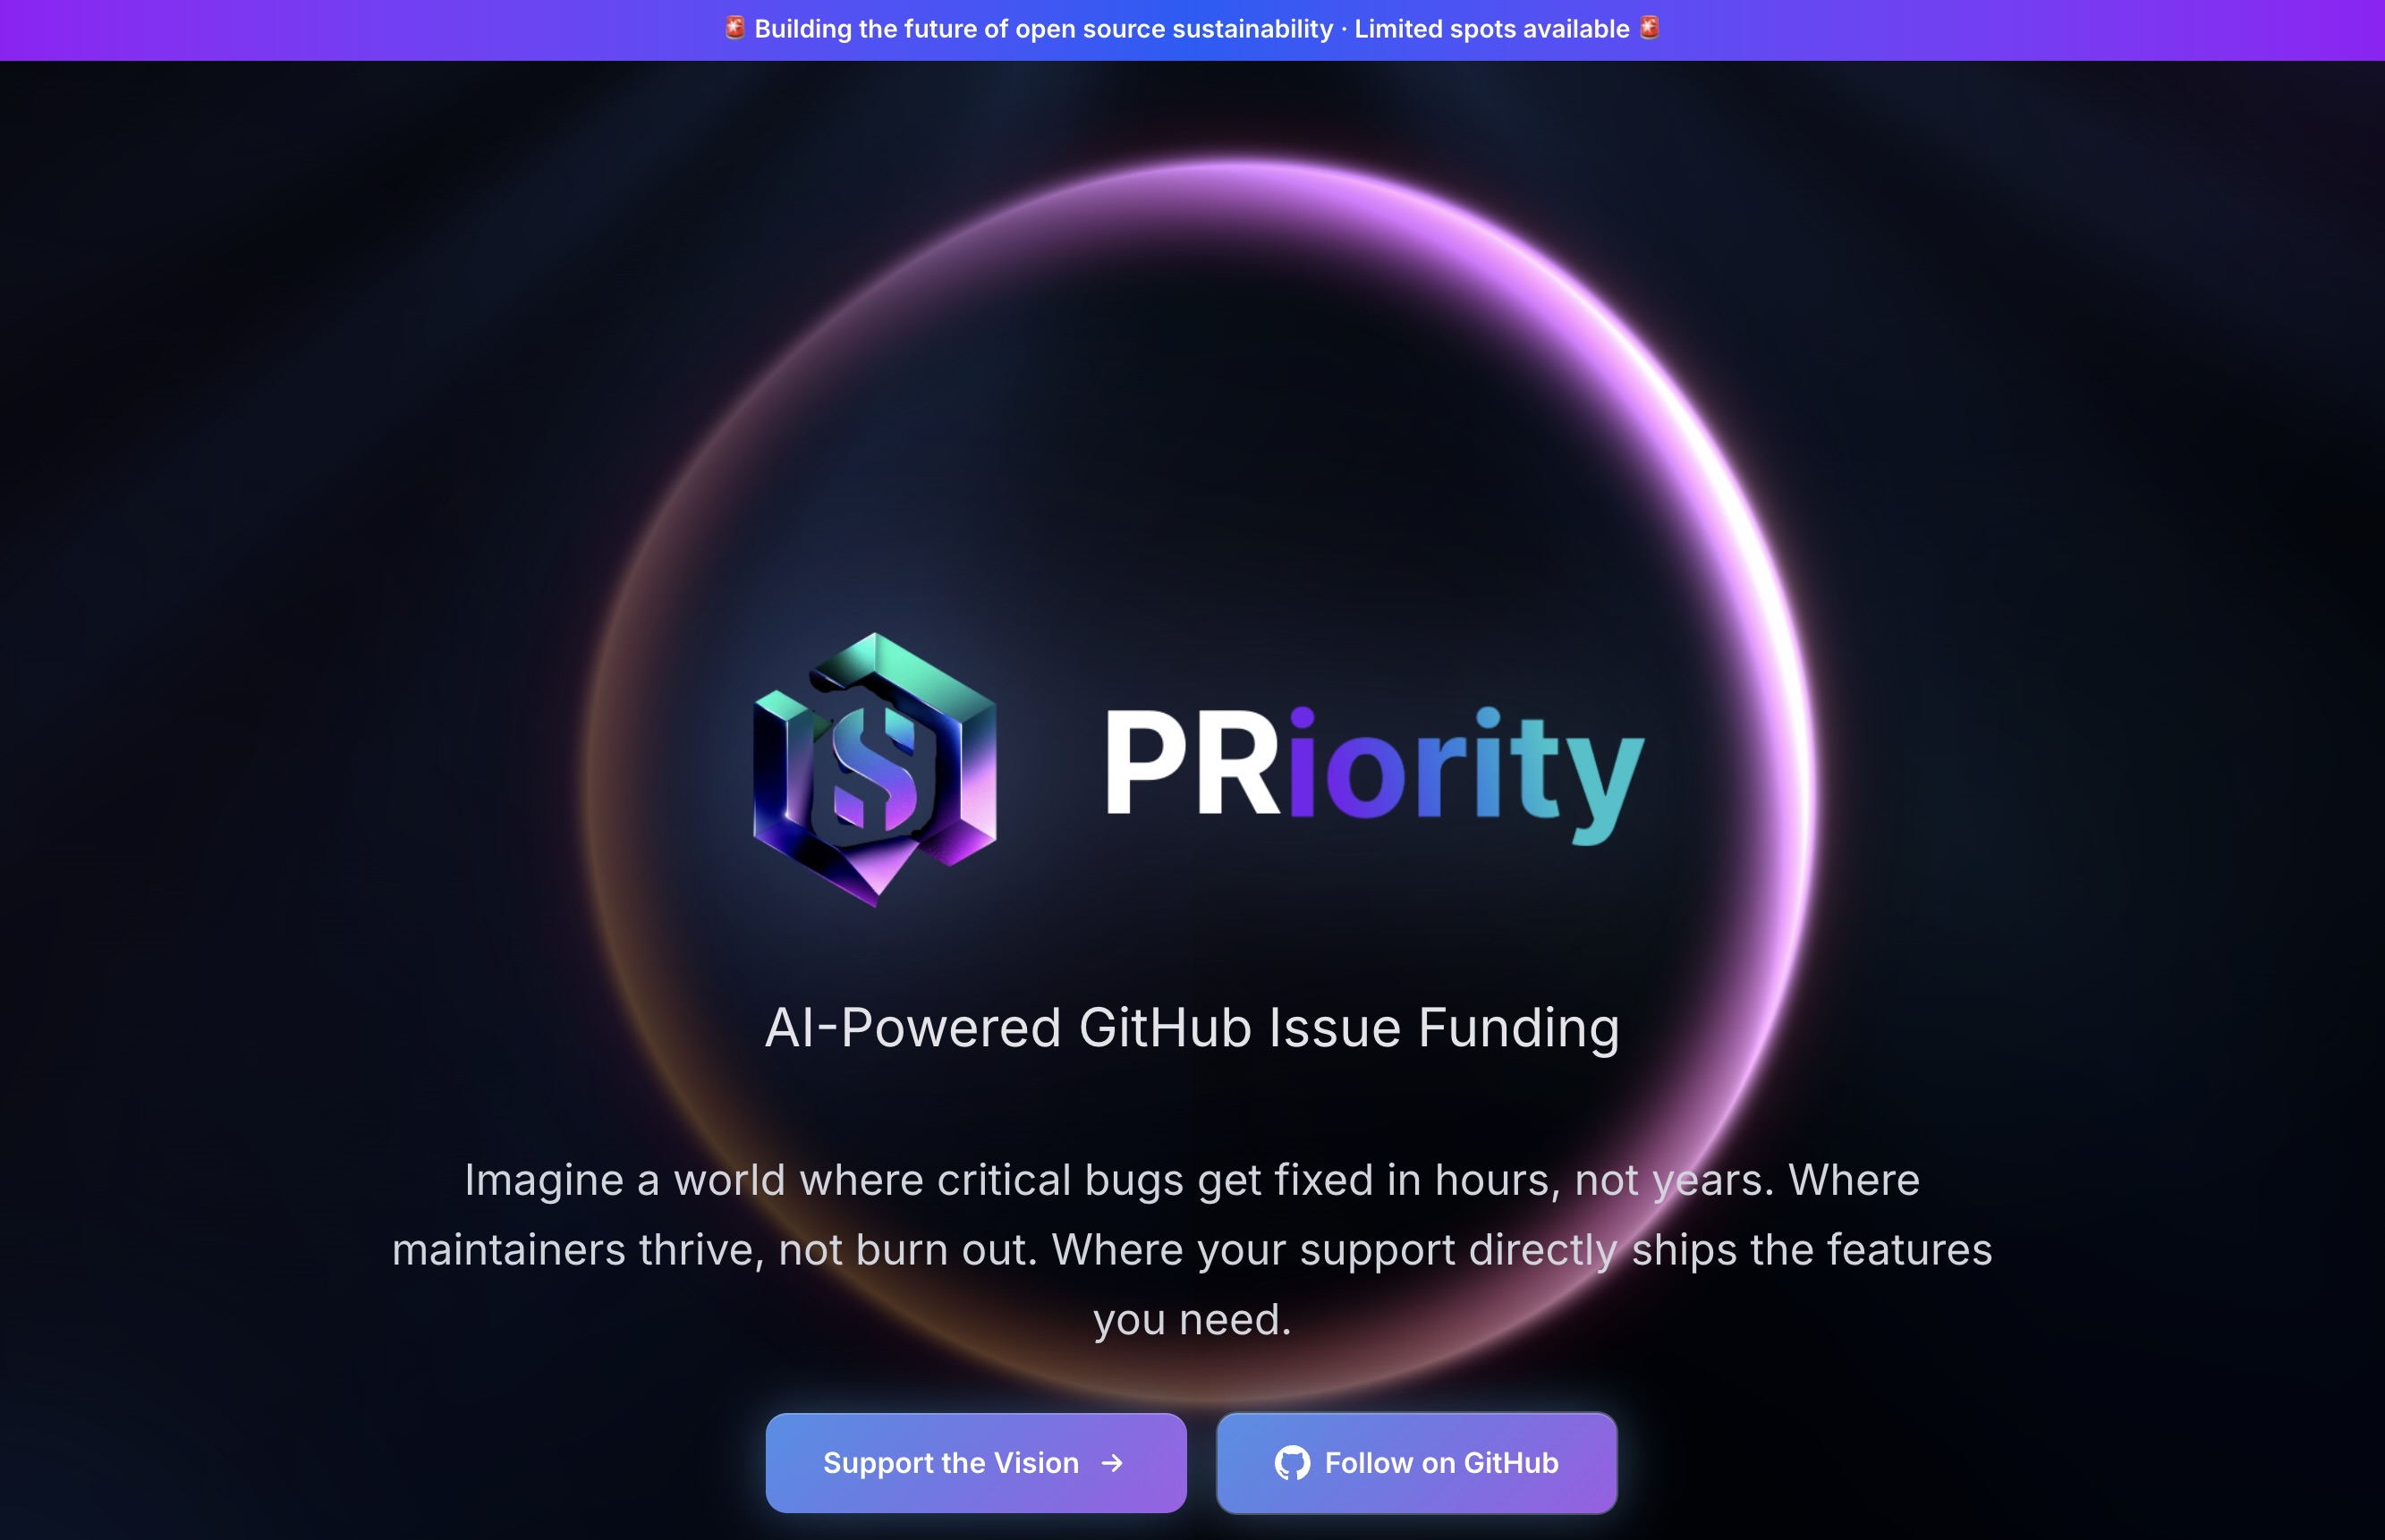 🚨 Building the future of open source sustainability · Limited spots available 🚨
S
PRiority
AI-Powered GitHub Issue Funding
Imagine a world where critical bugs get fixed in hours, not years. Where
maintainers thrive, not burn out. Where your support directly ships the features
you need.
Support the Vision →
Follow on GitHub